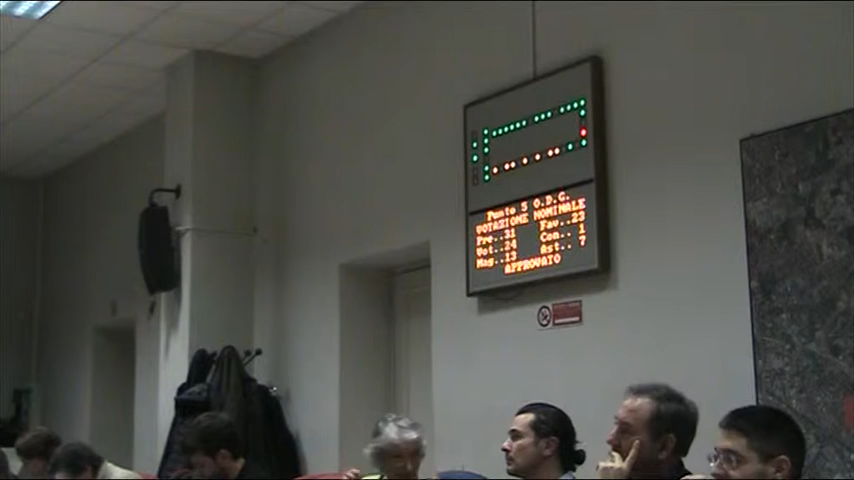 Punto 5 O.D.G.
VOTAZIONE NOMINALE
Pre..31 Fav..23
Vot..24 Con.. 1
Mag..13 Ast.. 7
APPROVATO